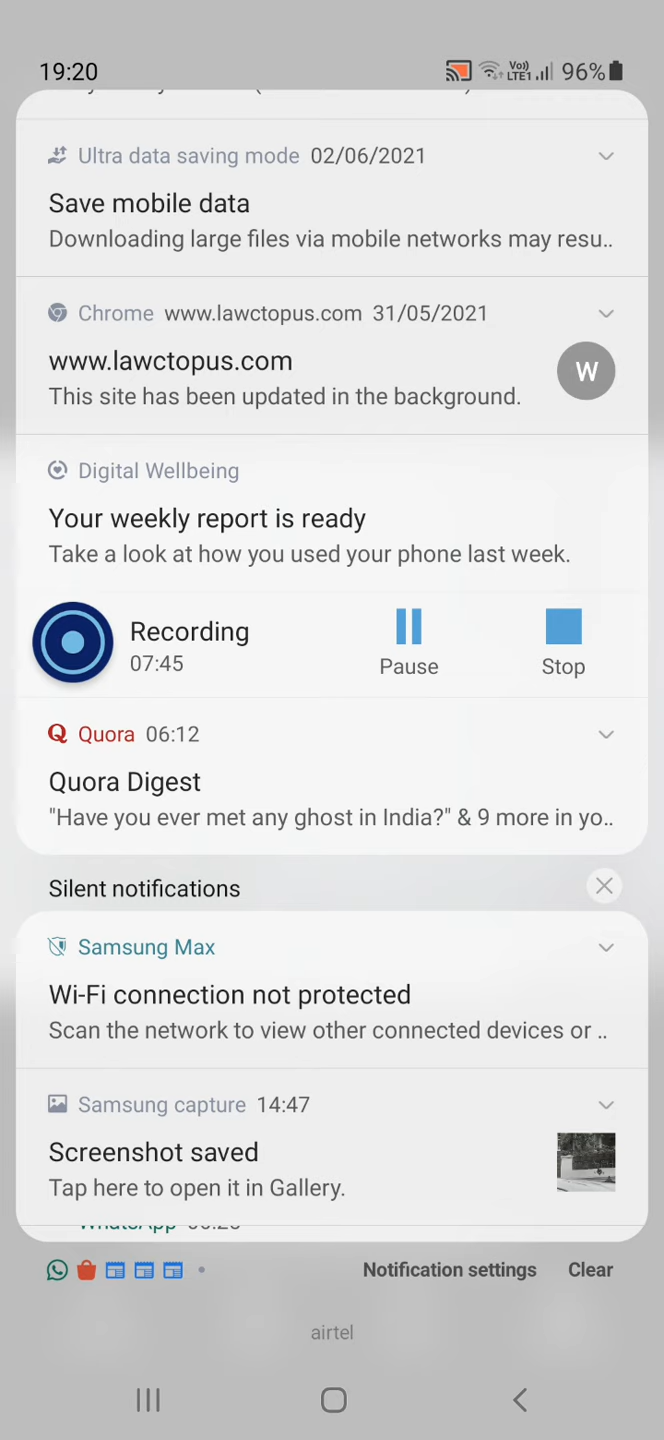 19:20 Vo)) LTE1 96%
Ultra data saving mode 02/06/2021
Save mobile data
Downloading large files via mobile networks may resu..
Chrome www.lawctopus.com 31/05/2021
www.lawctopus.com
This site has been updated in the background.
W
Digital Wellbeing
Your weekly report is ready
Take a look at how you used your phone last week.
Recording
07:45
Pause
Stop
Quora 06:12
Quora Digest
"Have you ever met any ghost in India?" & 9 more in yo..
Silent notifications
Samsung Max
Wi-Fi connection not protected
Scan the network to view other connected devices or ..
Samsung capture 14:47
Screenshot saved
Tap here to open it in Gallery.
WhatsApp
Notification settings Clear
airtel